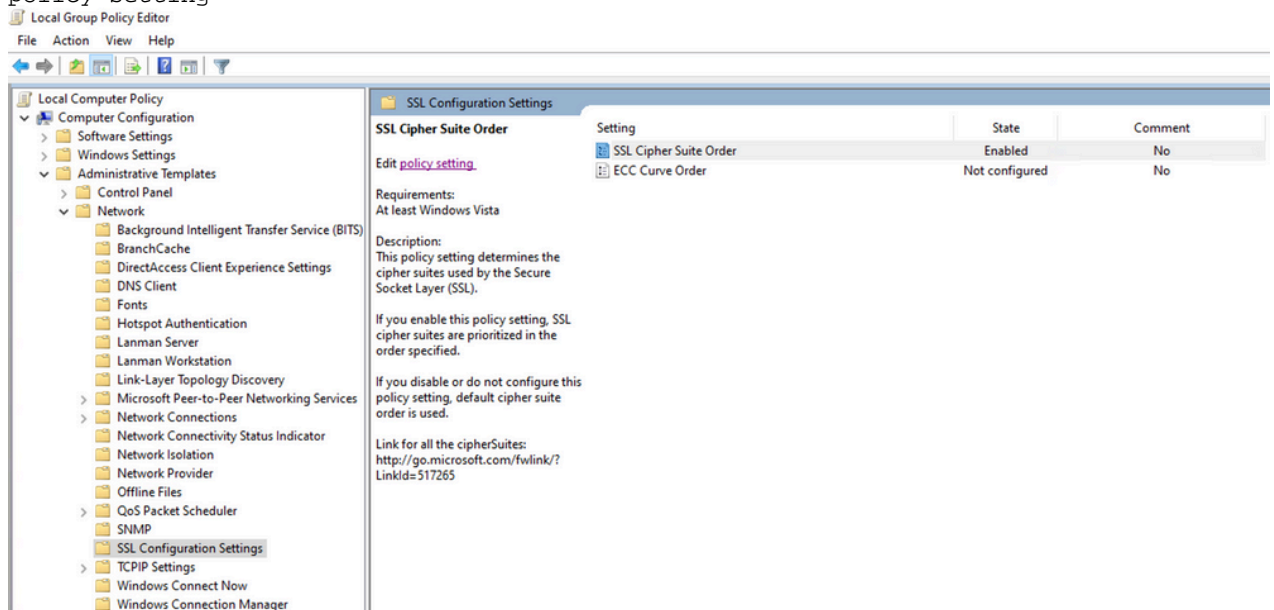 policy setting
Local Group Policy Editor
File Action View Help
Local Computer Policy
Computer Configuration
Software Settings
Windows Settings
Administrative Templates
Control Panel
Network
Background Intelligent Transfer Service (BITS)
BranchCache
DirectAccess Client Experience Settings
DNS Client
Fonts
Hotspot Authentication
Lanman Server
Lanman Workstation
Link-Layer Topology Discovery
Microsoft Peer-to-Peer Networking Services
Network Connections
Network Connectivity Status Indicator
Network Isolation
Network Provider
Offline Files
QoS Packet Scheduler
SNMP
SSL Configuration Settings
TCPIP Settings
Windows Connect Now
Windows Connection Manager
SSL Configuration Settings
SSL Cipher Suite Order
Edit policy setting
Requirements:
At least Windows Vista
Description:
This policy setting determines the
cipher suites used by the Secure
Socket Layer (SSL).
If you enable this policy setting, SSL
cipher suites are prioritized in the
order specified.
If you disable or do not configure this
policy setting, default cipher suite
order is used.
Link for all the cipherSuites:
http://go.microsoft.com/fwlink/?
LinkId=517265
Setting State Comment
SSL Cipher Suite Order Enabled No
ECC Curve Order Not configured No